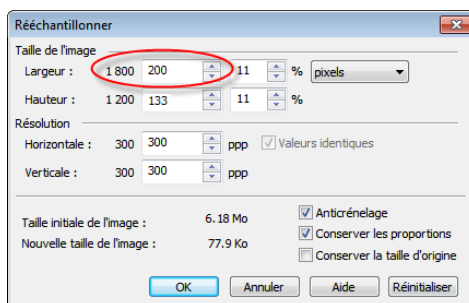 Rééchantillonner
Taille de l'image
Largeur : 1 800 200 11 % pixels
Hauteur : 1 200 133 11 %
Résolution
Horizontale : 300 300 ppp Valeurs identiques
Verticale : 300 300 ppp
Taille initiale de l'image : 6.18 Mo Anticrénelage
Nouvelle taille de l'image : 77.9 Ko Conserver les proportions
Conserver la taille d'origine
OK Annuler Aide Réinitialiser